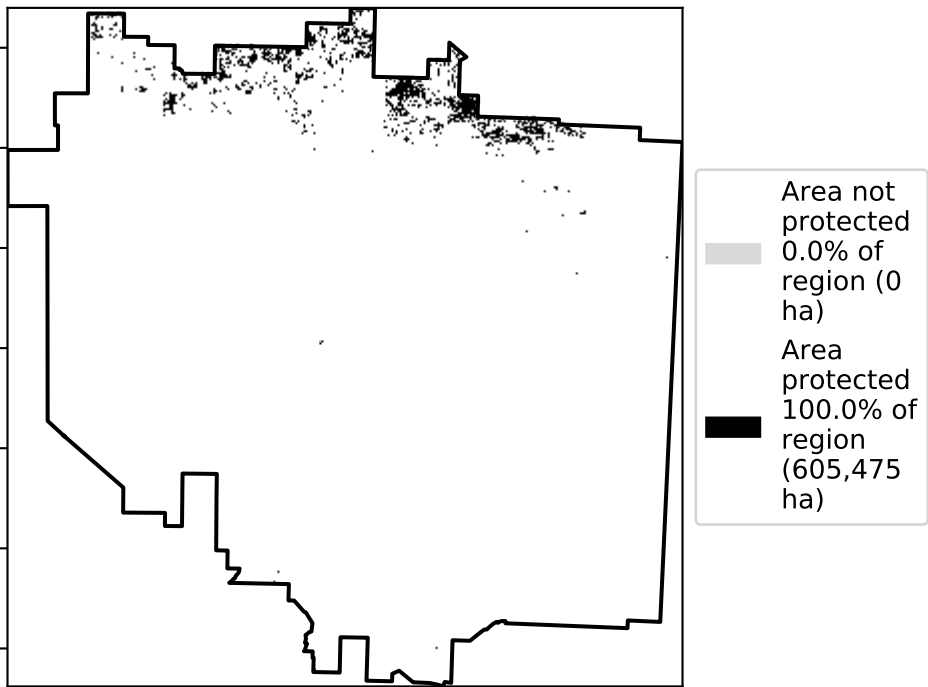 Area not
protected
0.0% of
region (0
ha)
Area
protected
100.0% of
region
(605,475
ha)